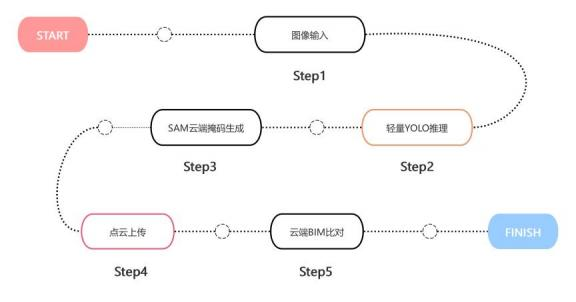 START
图像输入
Step1
轻量YOLO推理
Step2
SAM云端掩码生成
Step3
点云上传
Step4
云端BIM比对
Step5
FINISH